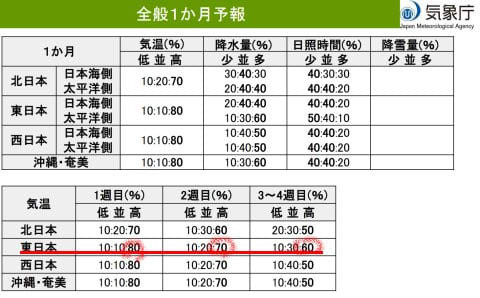 全般1か月予報
気象庁
Japan Meteorological Agency
1か月 気温(%) 降水量(%) 日照時間(%) 降雪量(%)
低 並 高 少 並 多 少 並 多 少 並 多
北日本 日本海側 10:20:70 30:40:30 40:30:30
太平洋側 20:40:40 40:40:20
東日本 日本海側 10:10:80 20:40:40 40:40:20
太平洋側 10:30:60 50:40:10
西日本 日本海側 10:10:80 10:40:50 40:40:20
太平洋側 10:40:50 40:40:20
沖縄・奄美 10:10:80 10:30:60 40:40:20
気温 1週目(%) 2週目(%) 3～4週目(%)
低 並 高 低 並 高 低 並 高
北日本 10:20:70 10:30:60 20:30:50
東日本 10:10:80 10:20:70 10:30:60
西日本 10:10:80 10:20:70 10:40:50
沖縄・奄美 10:10:80 10:20:70 10:40:50